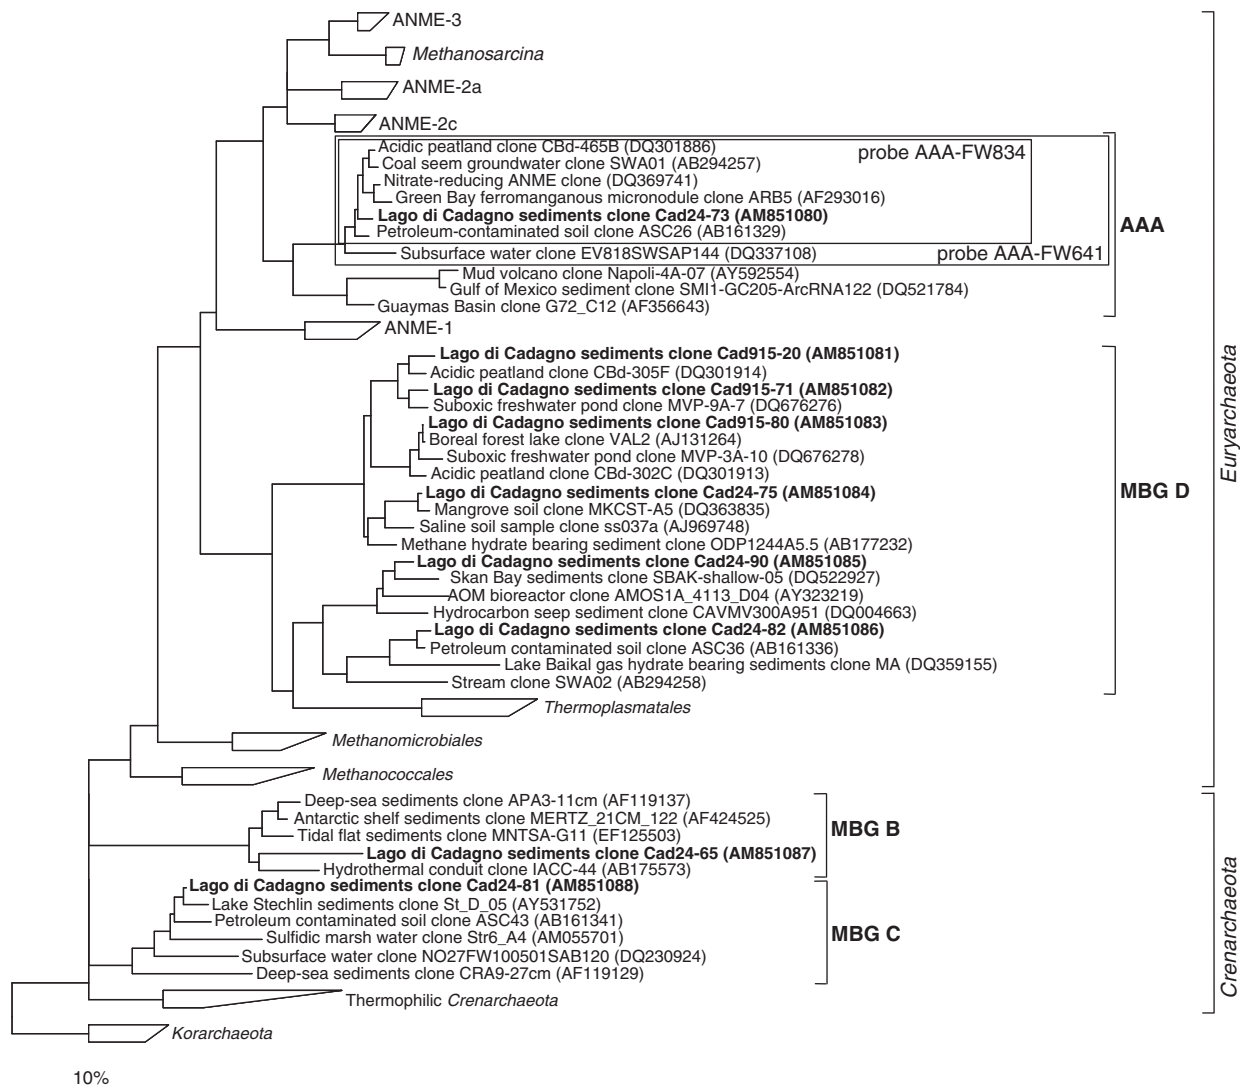 ANME-3
Methanosarcina
ANME-2a
ANME-2c
Acidic peatland clone CBd-465B (DQ301886)
probe AAA-FW834
Coal seem groundwater clone SWA01 (AB294257)
Nitrate-reducing ANME clone (DQ369741)
Green Bay ferromanganous micronodule clone ARB5 (AF293016)
Lago di Cadagno sediments clone Cad24-73 (AM851080)
AAA
Petroleum-contaminated soil clone ASC26 (AB161329)
Subsurface water clone EV818SWSAP144 (DQ337108)
probe AAA-FW641
Mud volcano clone Napoli-4A-07 (AY592554)
Gulf of Mexico sediment clone SMI1-GC205-ArcRNA122 (DQ521784)
Guaymas Basin clone G72_C12 (AF356643)
ANME-1
Lago di Cadagno sediments clone Cad915-20 (AM851081)
Acidic peatland clone CBd-305F (DQ301914)
Lago di Cadagno sediments clone Cad915-71 (AM851082)
Suboxic freshwater pond clone MVP-9A-7 (DQ676276)
Euryarchaeota
Lago di Cadagno sediments clone Cad915-80 (AM851083)
Boreal forest lake clone VAL2 (AJ131264)
Suboxic freshwater pond clone MVP-3A-10 (DQ676278)
Acidic peatland clone CBd-302C (DQ301913)
Lago di Cadagno sediments clone Cad24-75 (AM851084)
MBG D
Mangrove soil clone MKCST-A5 (DQ363835)
Saline soil sample clone ss037a (AJ969748)
Methane hydrate bearing sediment clone ODP1244A5.5 (AB177232)
Lago di Cadagno sediments clone Cad24-90 (AM851085)
Skan Bay sediments clone SBAK-shallow-05 (DQ522927)
AOM bioreactor clone AMOS1A_4113_D04 (AY323219)
Hydrocarbon seep sediment clone CAVMV300A951 (DQ004663)
Lago di Cadagno sediments clone Cad24-82 (AM851086)
Petroleum contaminated soil clone ASC36 (AB161336)
Lake Baikal gas hydrate bearing sediments clone MA (DQ359155)
Stream clone SWA02 (AB294258)
Thermoplasmatales
Methanomicrobiales
Methanococcales
Deep-sea sediments clone APA3-11cm (AF119137)
Antarctic shelf sediments clone MERTZ_21CM_122 (AF424525)
MBG B
Tidal flat sediments clone MNTSA-G11 (EF125503)
Lago di Cadagno sediments clone Cad24-65 (AM851087)
Hydrothermal conduit clone IACC-44 (AB175573)
Lago di Cadagno sediments clone Cad24-81 (AM851088)
Lake Stechlin sediments clone St_D_05 (AY531752)
Petroleum contaminated soil clone ASC43 (AB161341)
Crenarchaeota
MBG C
Sulfidic marsh water clone Str6_A4 (AM055701)
Subsurface water clone NO27FW100501SAB120 (DQ230924)
Deep-sea sediments clone CRA9-27cm (AF119129)
Thermophilic Crenarchaeota
Korarchaeota
10%